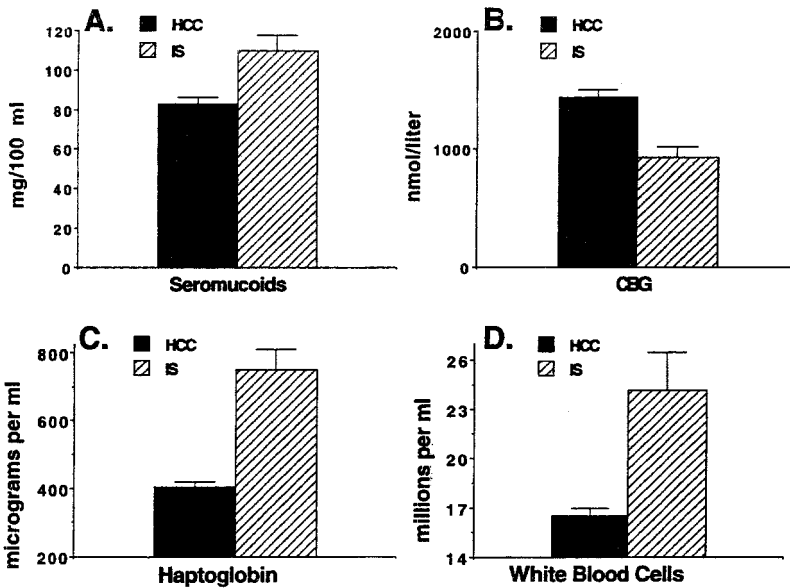 A.
HCC
IS
mg/100 ml
120
100
80
60
40
20
0
Seromucoids
B.
HCC
IS
nmol/liter
2000
1000
0
CBG
C.
HCC
IS
micrograms per ml
800
600
400
200
Haptoglobin
D.
HCC
IS
millions per ml
26
23
20
17
14
White Blood Cells